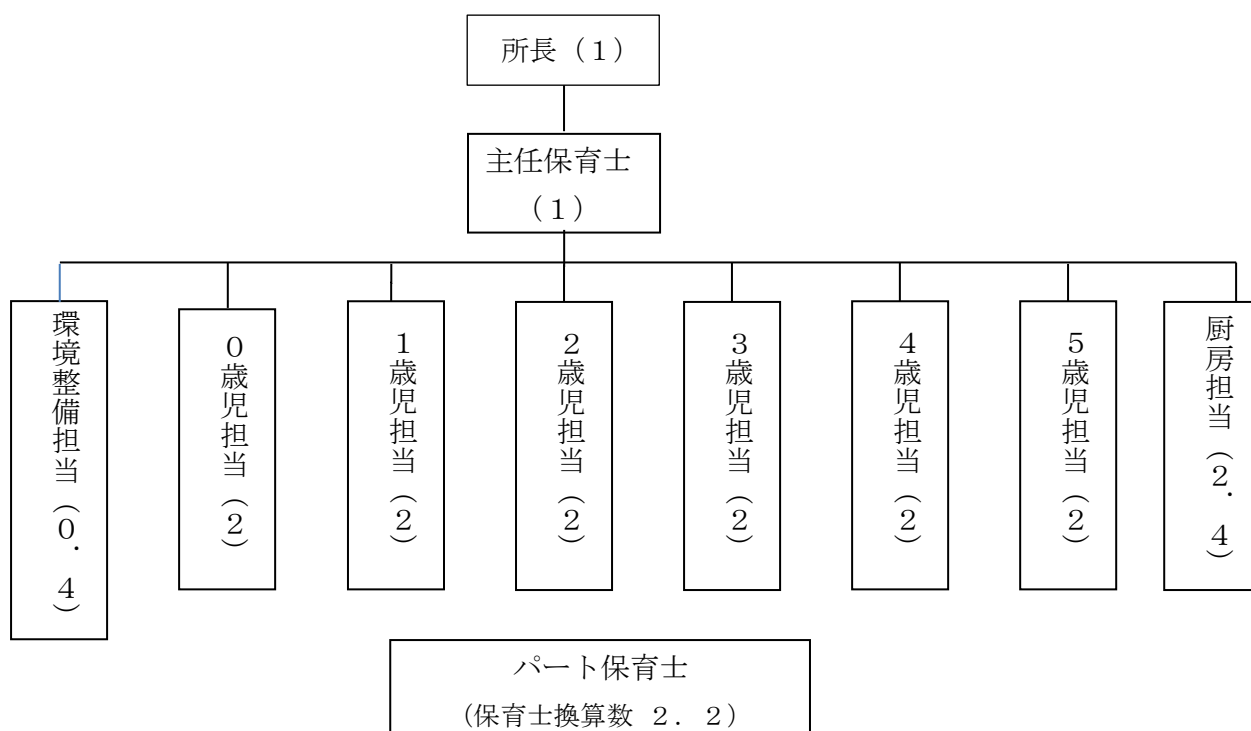 所長（１）
主任保育士
（１）
環境整備担当（０．４）
０歳児担当（２）
１歳児担当（２）
２歳児担当（２）
３歳児担当（２）
４歳児担当（２）
５歳児担当（２）
厨房担当（２．４）
パート保育士
（保育士換算数 ２．２）